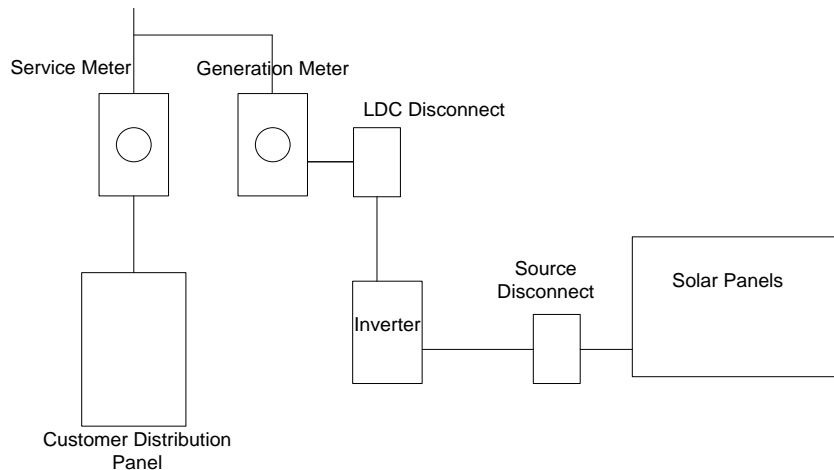 Service Meter
Generation Meter
LDC Disconnect
Source
Disconnect
Solar Panels
Inverter
Customer Distribution
Panel